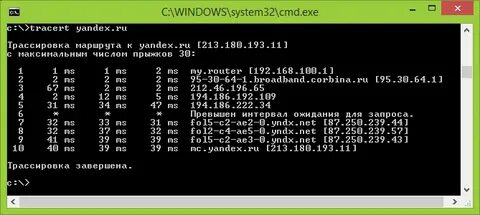 C:\WINDOWS\system32\cmd.exe
c:\>tracert yandex.ru
Трассировка маршрута к yandex.ru [213.180.193.11]
с максимальным числом прыжков 30:
1 1 ms 1 ms 2 ms my.router [192.168.100.1]
2 2 ms 2 ms 2 ms 95-30-64-1.broadband.corbina.ru [95.30.64.1]
3 67 ms 2 ms 3 ms 212.46.196.65
4 2 ms 12 ms 5 ms 194.186.192.109
5 31 ms 34 ms 47 ms 194.186.222.34
6 * * * Превышен интервал ожидания для запроса.
7 32 ms 33 ms 31 ms fol5-c2-ae2-0.yndx.net [87.250.239.44]
8 32 ms 37 ms 32 ms fol2-c4-ae5-0.yndx.net [87.250.239.57]
9 41 ms 39 ms 39 ms fol5-c2-ae3-0.yndx.net [87.250.239.43]
10 40 ms 39 ms 39 ms mc.yandex.ru [213.180.193.11]
Трассировка завершена.
c:\>